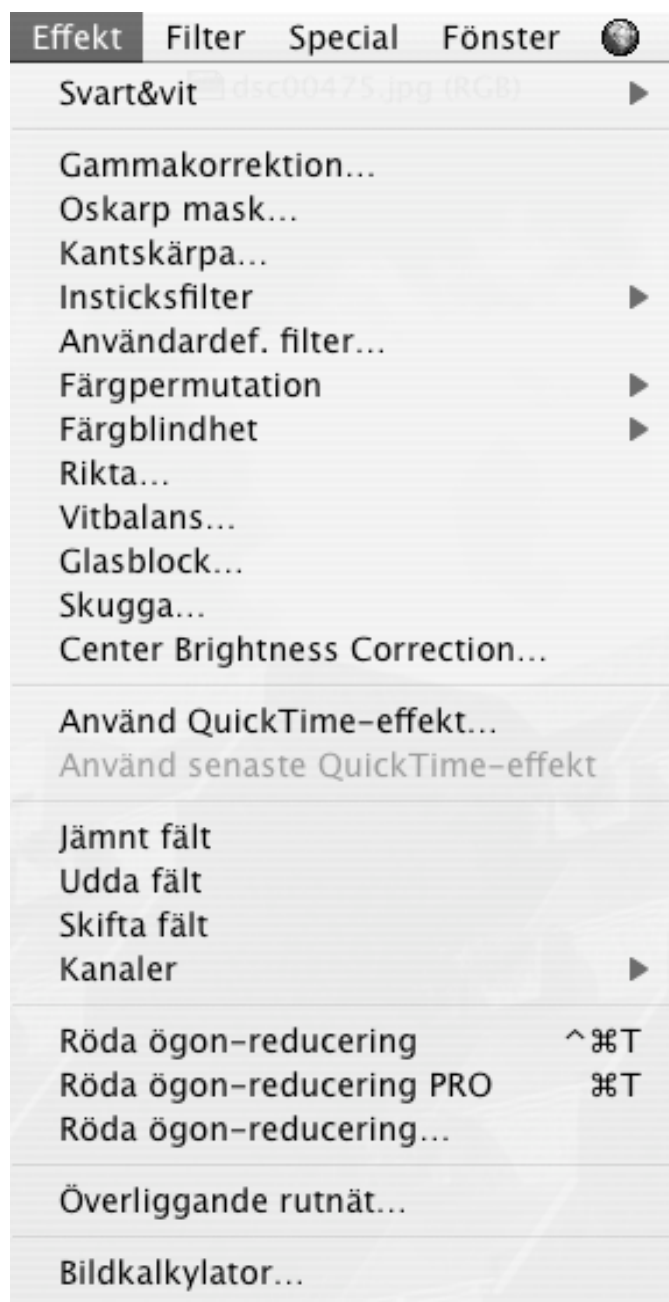 Effekt Filter Special Fönster
dsc00475.jpg (RGB)
Svart&vit
Gammakorrektion…
Oskarp mask…
Kantskärpa…
Insticksfilter
Användardef. filter…
Färgpermutation
Färgblindhet
Rikta…
Vitbalans…
Glasblock…
Skugga…
Center Brightness Correction…
Använd QuickTime-effekt…
Använd senaste QuickTime-effekt
Jämnt fält
Udda fält
Skifta fält
Kanaler
Röda ögon-reducering ^⌘T
Röda ögon-reducering PRO ⌘T
Röda ögon-reducering…
Överliggande rutnät…
Bildkalkylator…